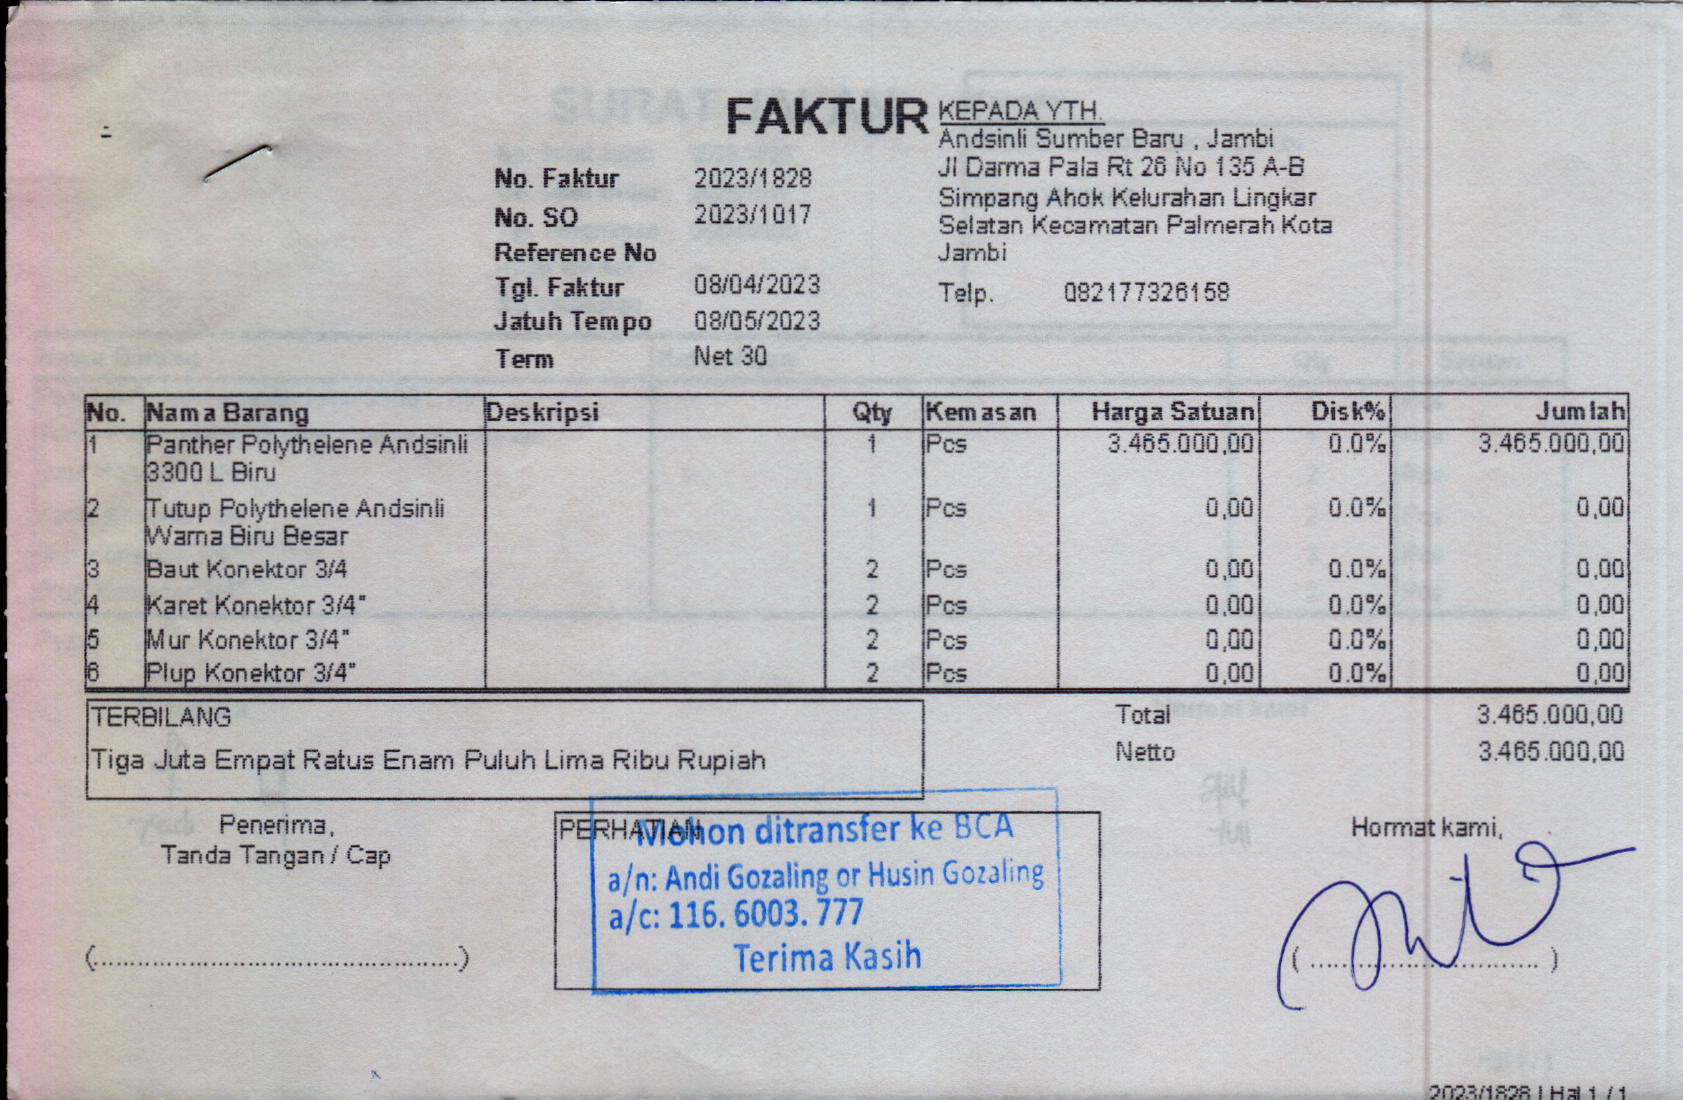 FAKTUR
No. Faktur 2023/1828
No. SO 2023/1017
Reference No
Tgl. Faktur 08/04/2023
Jatuh Tempo 08/05/2023
Term Net 30
KEPADA YTH.
Andsinli Sumber Baru , Jambi
Jl Darma Pala Rt 26 No 135 A-B
Simpang Ahok Kelurahan Lingkar
Selatan Kecamatan Palmerah Kota
Jambi
Telp. 082177326158
No. Nama Barang Deskripsi Qty Kemasan Harga Satuan Disk% Jumlah
1 Panther Polythelene Andsinli 1 Pcs 3.465.000,00 0.0% 3.465.000,00
3300 L Biru
2 Tutup Polythelene Andsinli 1 Pcs 0,00 0.0% 0,00
Warna Biru Besar
3 Baut Konektor 3/4 2 Pcs 0,00 0.0% 0,00
4 Karet Konektor 3/4" 2 Pcs 0,00 0.0% 0,00
5 Mur Konektor 3/4" 2 Pcs 0,00 0.0% 0,00
6 Plup Konektor 3/4" 2 Pcs 0,00 0.0% 0,00
TERBILANG
Tiga Juta Empat Ratus Enam Puluh Lima Ribu Rupiah
Total 3.465.000,00
Netto 3.465.000,00
Penerima,
Tanda Tangan / Cap
(................................................)
PERHATIAN
Mohon ditransfer ke BCA
a/n: Andi Gozaling or Husin Gozaling
a/c: 116. 6003. 777
Terima Kasih
Hormat kami,
( .............................. )
2023/1828 | Hal 1 / 1